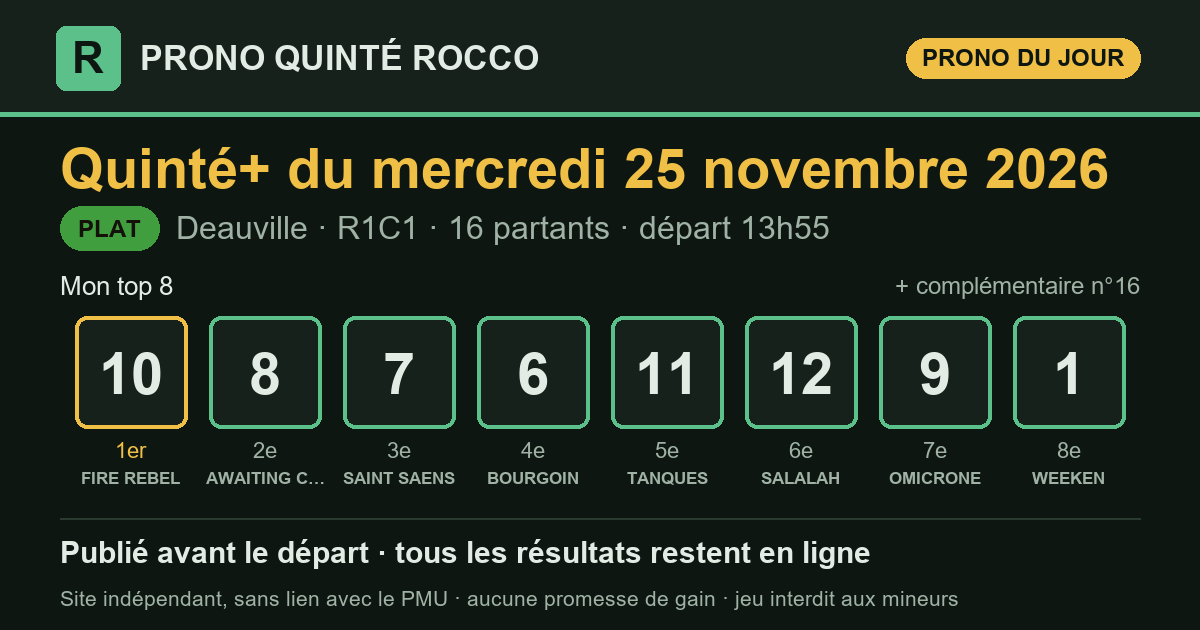 R PRONO QUINTÉ ROCCO PRONO DU JOUR
Quinté+ du mercredi 25 novembre 2026
PLAT Deauville · R1C1 · 16 partants · départ 13h55
Mon top 8 + complémentaire n°16
10 8 7 6 11 12 9 1
1er 2e 3e 4e 5e 6e 7e 8e
FIRE REBEL AWAITING C... SAINT SAENS BOURGOIN TANQUES SALALAH OMICRONE WEEKEN
Publié avant le départ · tous les résultats restent en ligne
Site indépendant, sans lien avec le PMU · aucune promesse de gain · jeu interdit aux mineurs